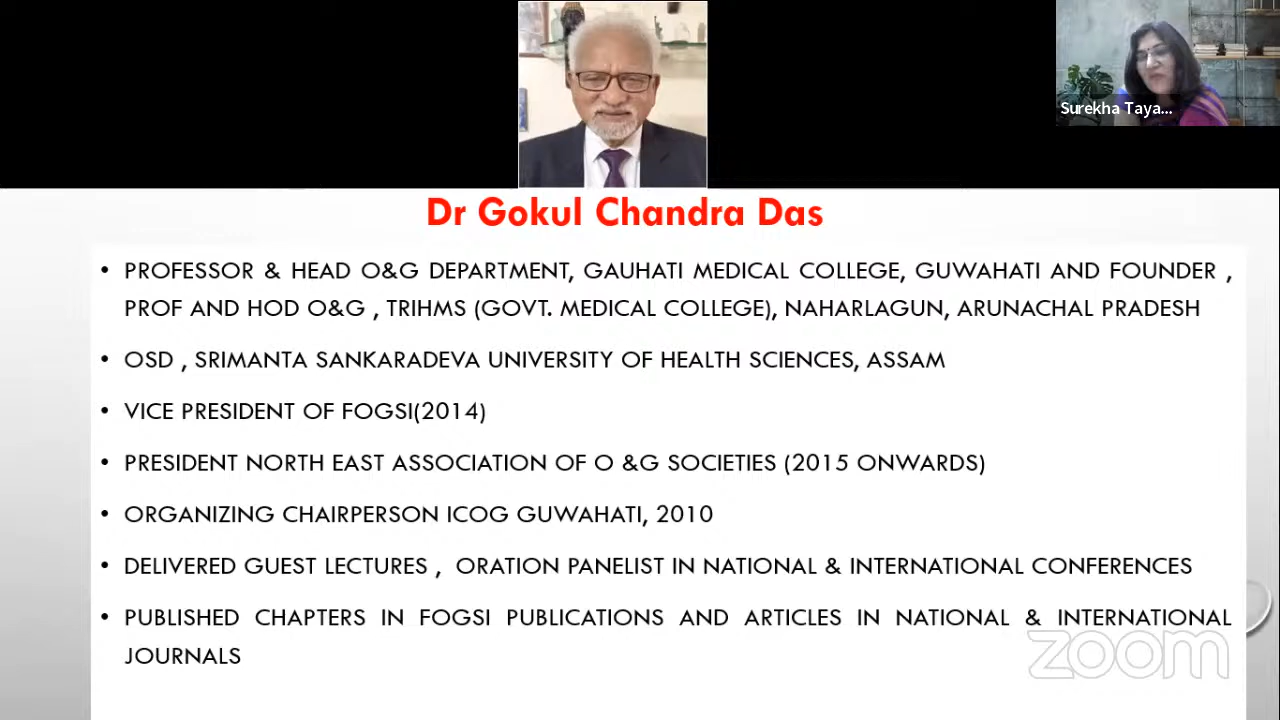 Surekha Taya...
Dr Gokul Chandra Das
• PROFESSOR & HEAD O&G DEPARTMENT, GAUHATI MEDICAL COLLEGE, GUWAHATI AND FOUNDER ,
PROF AND HOD O&G , TRIHMS (GOVT. MEDICAL COLLEGE), NAHARLAGUN, ARUNACHAL PRADESH
• OSD , SRIMANTA SANKARADEVA UNIVERSITY OF HEALTH SCIENCES, ASSAM
• VICE PRESIDENT OF FOGSI(2014)
• PRESIDENT NORTH EAST ASSOCIATION OF O &G SOCIETIES (2015 ONWARDS)
• ORGANIZING CHAIRPERSON ICOG GUWAHATI, 2010
• DELIVERED GUEST LECTURES , ORATION PANELIST IN NATIONAL & INTERNATIONAL CONFERENCES
• PUBLISHED CHAPTERS IN FOGSI PUBLICATIONS AND ARTICLES IN NATIONAL & INTERNATIONAL
JOURNALS
zoom